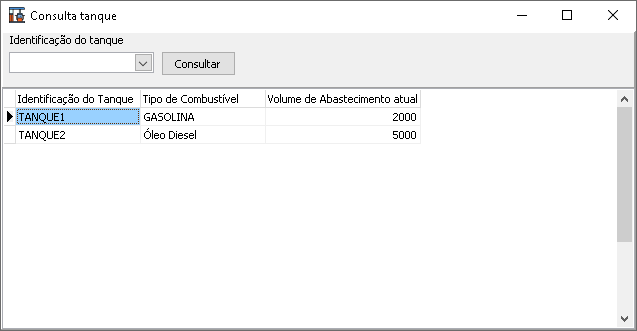 Consulta tanque
Identificação do tanque
Consultar
Identificação do Tanque Tipo de Combustível Volume de Abastecimento atual
TANQUE1 GASOLINA 2000
TANQUE2 Óleo Diesel 5000